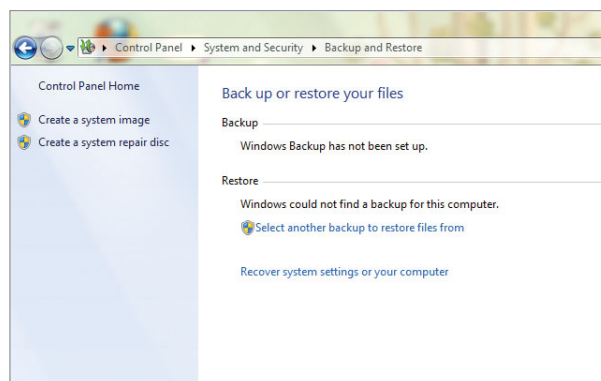 Control Panel ▸ System and Security ▸ Backup and Restore
Control Panel Home
Create a system image
Create a system repair disc
Back up or restore your files
Backup
Windows Backup has not been set up.
Restore
Windows could not find a backup for this computer.
Select another backup to restore files from
Recover system settings or your computer